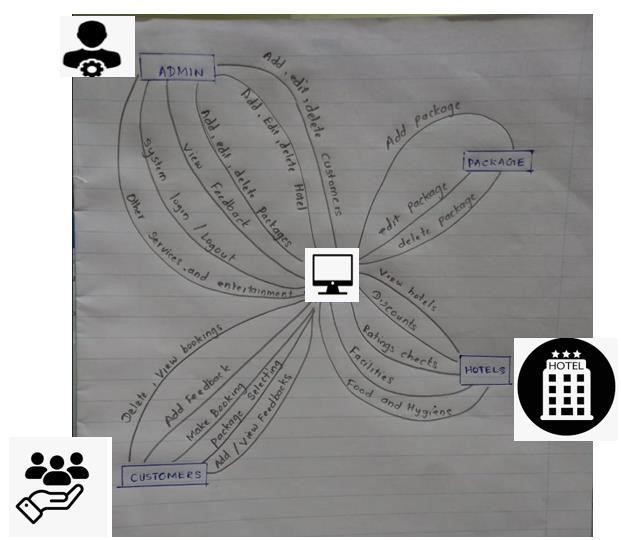 ADMIN
Add, edit, delete Customers
Add, Edit, delete Hotel
Add, edit, delete packages
View Feedback
System login / Logout
Other Services and entertainment
Add package
PACKAGE
edit package
delete package
View hotels
Discounts
Ratings checks
Facilities
Food and Hygiene
HOTELS
HOTEL
Delete, View bookings
Add Feedback
Make Booking
Package Selecting
Add / View Feedbacks
CUSTOMERS